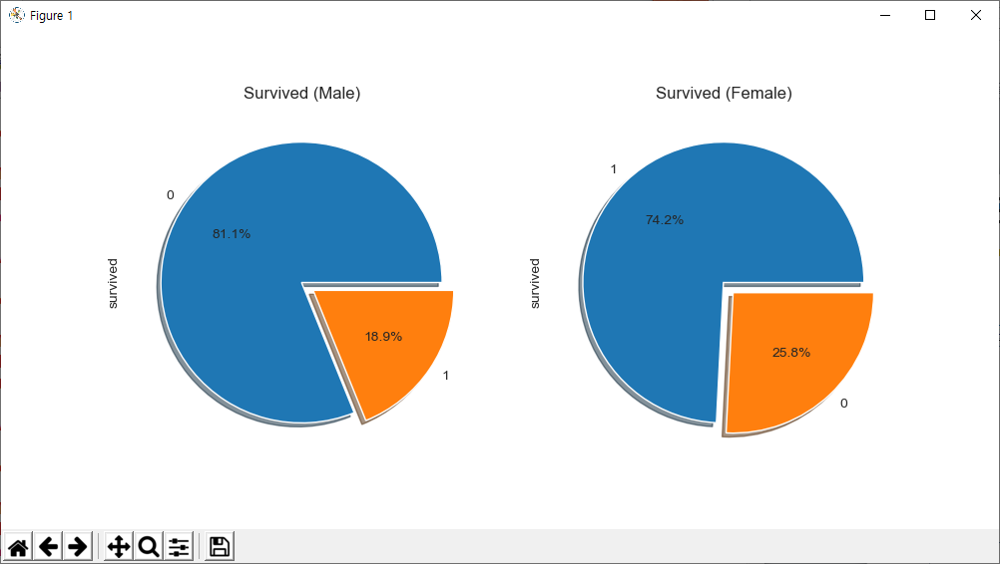 Figure 1
Survived (Male)
0
81.1%
survived
18.9%
1
Survived (Female)
1
74.2%
survived
25.8%
0